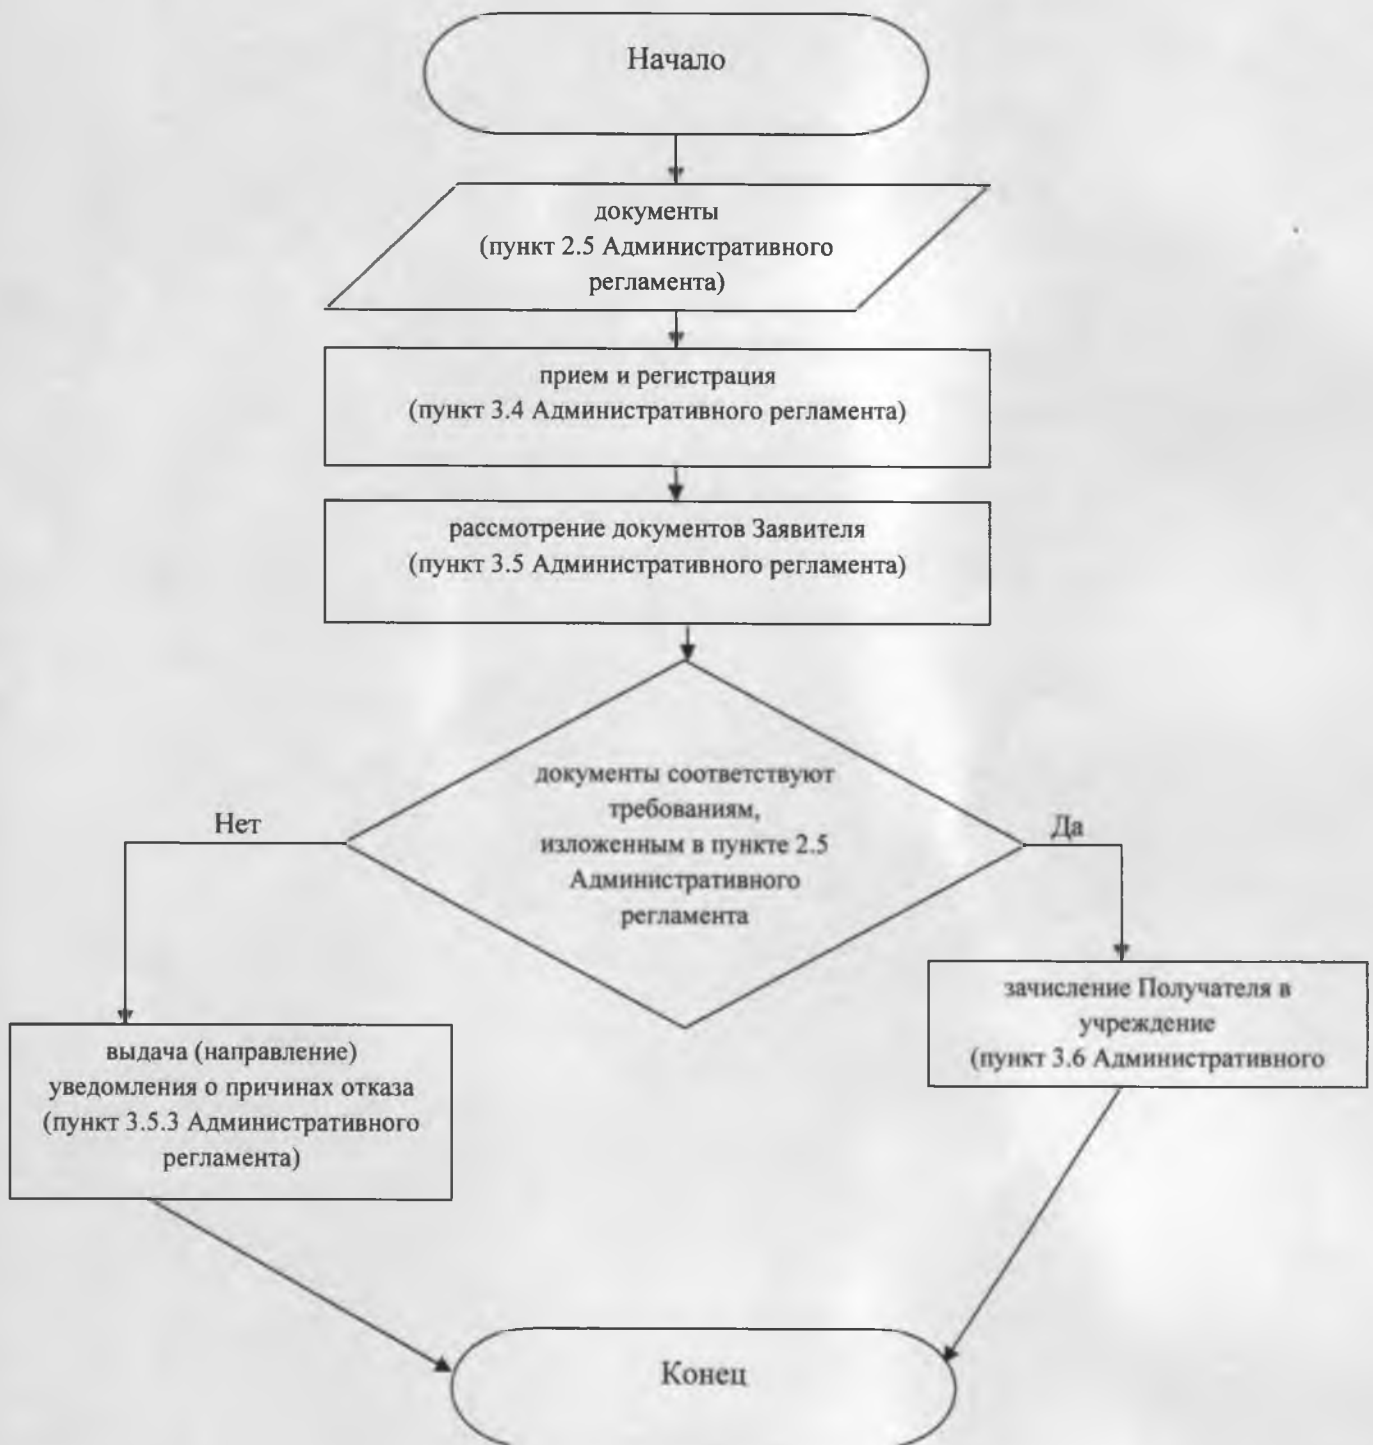 Начало
документы
(пункт 2.5 Административного
регламента)
прием и регистрация
(пункт 3.4 Административного регламента)
рассмотрение документов Заявителя
(пункт 3.5 Административного регламента)
документы соответствуют
требованиям,
изложенным в пункте 2.5
Административного
регламента
Нет
Да
зачисление Получателя в
учреждение
(пункт 3.6 Административного
выдача (направление)
уведомления о причинах отказа
(пункт 3.5.3 Административного
регламента)
Конец